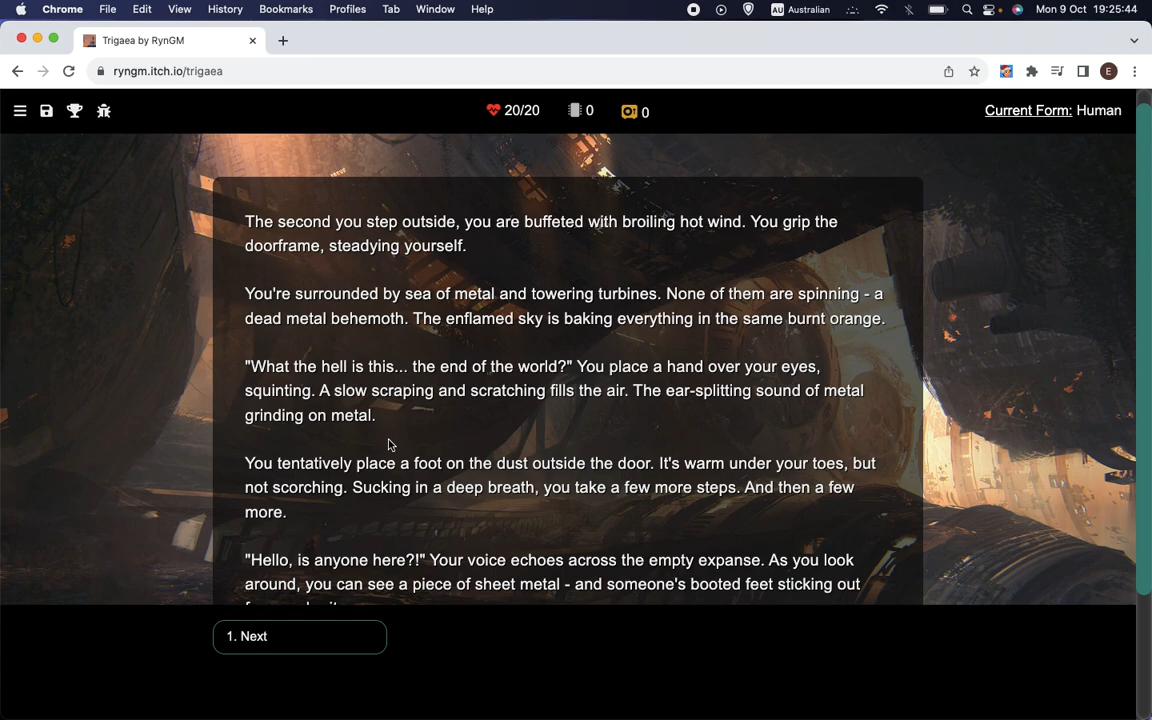 Chrome File Edit View History Bookmarks Profiles Tab Window Help AU Australian Mon 9 Oct 19:25:44
Trigaea by RynGM
ryngm.itch.io/trigaea E
20/20 0 0 Current Form: Human
The second you step outside, you are buffeted with broiling hot wind. You grip the
doorframe, steadying yourself.
You're surrounded by sea of metal and towering turbines. None of them are spinning - a
dead metal behemoth. The enflamed sky is baking everything in the same burnt orange.
"What the hell is this... the end of the world?" You place a hand over your eyes,
squinting. A slow scraping and scratching fills the air. The ear-splitting sound of metal
grinding on metal.
You tentatively place a foot on the dust outside the door. It's warm under your toes, but
not scorching. Sucking in a deep breath, you take a few more steps. And then a few
more.
"Hello, is anyone here?!" Your voice echoes across the empty expanse. As you look
around, you can see a piece of sheet metal - and someone's booted feet sticking out
1. Next